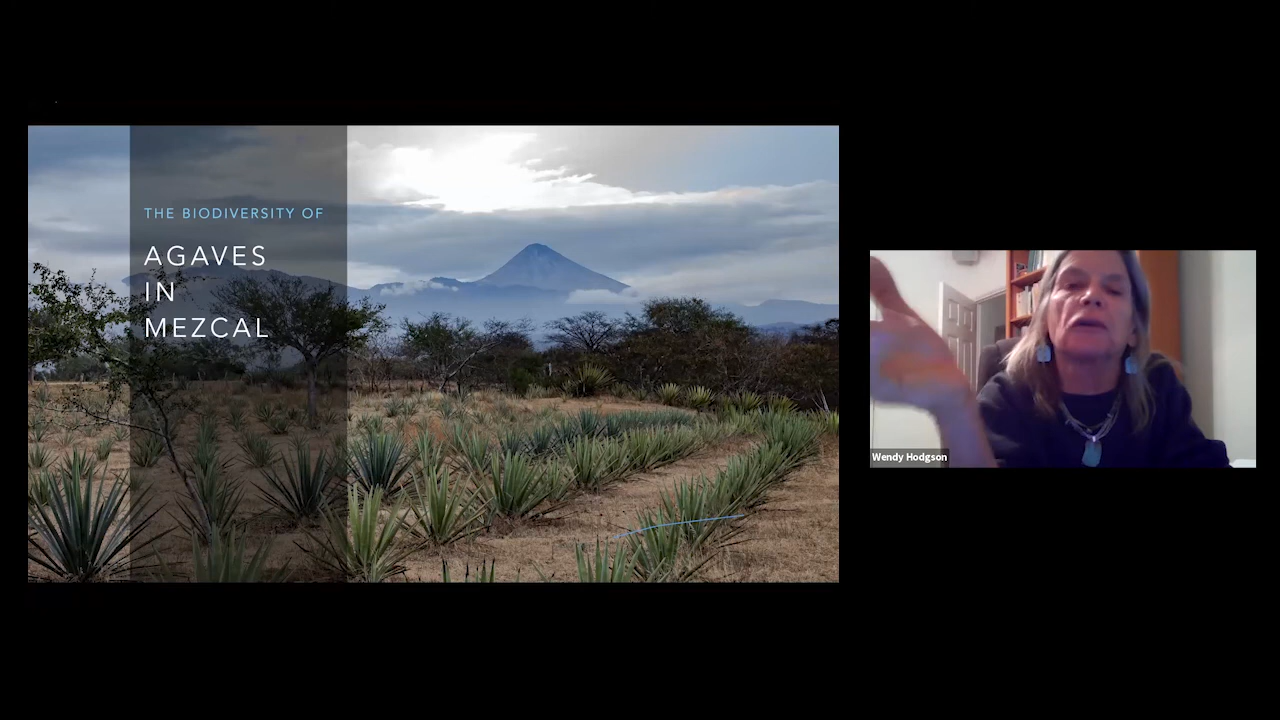 THE BIODIVERSITY OF
AGAVES
IN
MEZCAL
Wendy Hodgson